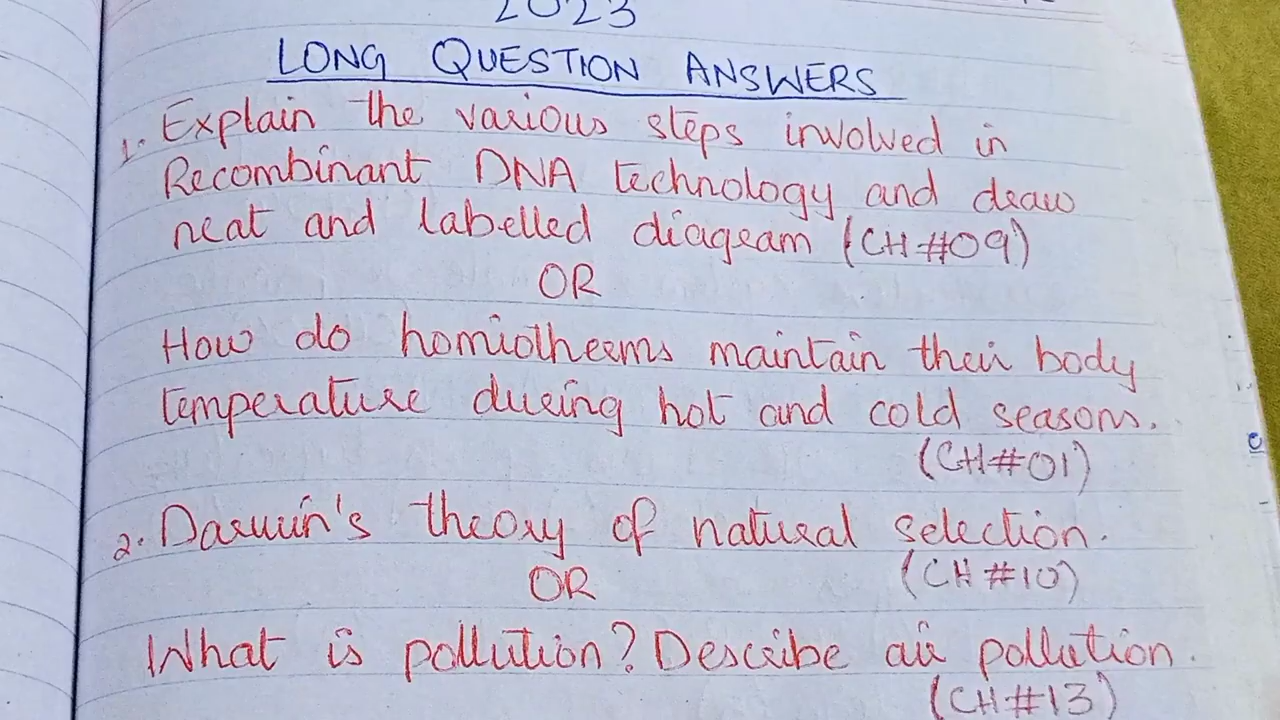 2023
LONG QUESTION ANSWERS
1. Explain the various steps involved in
Recombinant DNA technology and draw
neat and labelled diagram (CH#09)
OR
How do homiotherms maintain their body
temperature during hot and cold seasons.
(CH#01)
2. Darwin's theory of natural selection.
(CH#10)
OR
What is pollution? Describe air pollution.
(CH#13)